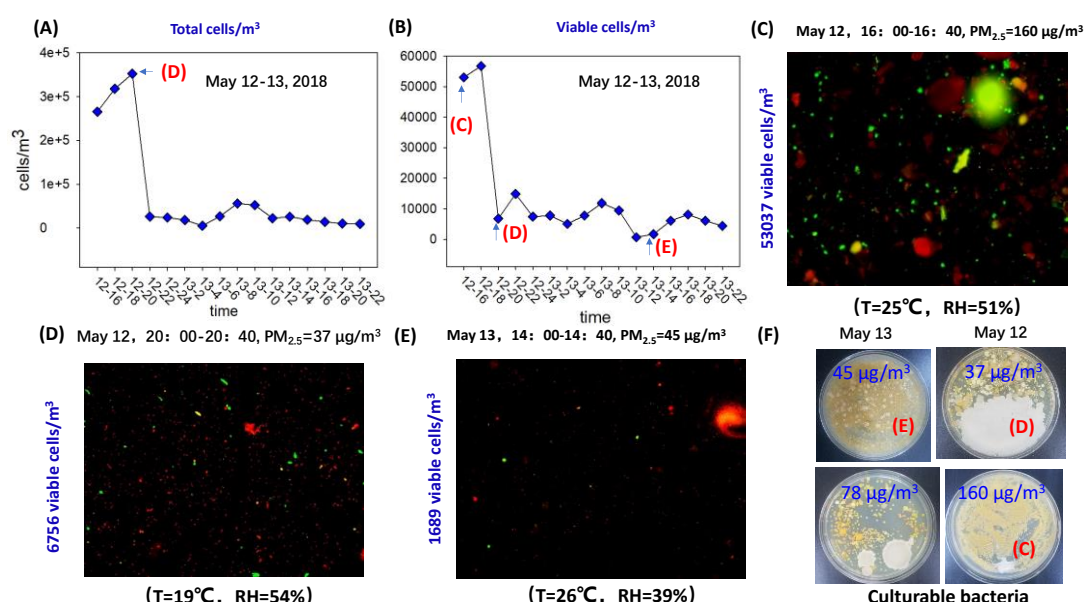 (A)
Total cells/m³
4e+5
3e+5
2e+5
1e+5
0
cells/m³
(D)
May 12-13, 2018
12-16
12-18
12-20
12-22
12-24
13-2
13-4
13-6
13-8
13-10
13-12
13-14
13-16
13-18
13-20
13-22
time
(B)
Viable cells/m³
60000
50000
40000
30000
20000
10000
0
May 12-13, 2018
(C)
(D)
(E)
12-16
12-18
12-20
12-22
12-24
13-2
13-4
13-6
13-8
13-10
13-12
13-14
13-16
13-18
13-20
13-22
time
(C)
May 12, 16: 00-16: 40, PM2.5=160 µg/m³
53037 viable cells/m³
(T=25℃, RH=51%)
(D)
May 12, 20: 00-20: 40, PM2.5=37 µg/m³
6756 viable cells/m³
(T=19℃, RH=54%)
(E)
May 13, 14: 00-14: 40, PM2.5=45 µg/m³
1689 viable cells/m³
(T=26℃, RH=39%)
(F)
May 13
May 12
45 µg/m³
(E)
37 µg/m³
(D)
78 µg/m³
160 µg/m³
(C)
Culturable bacteria